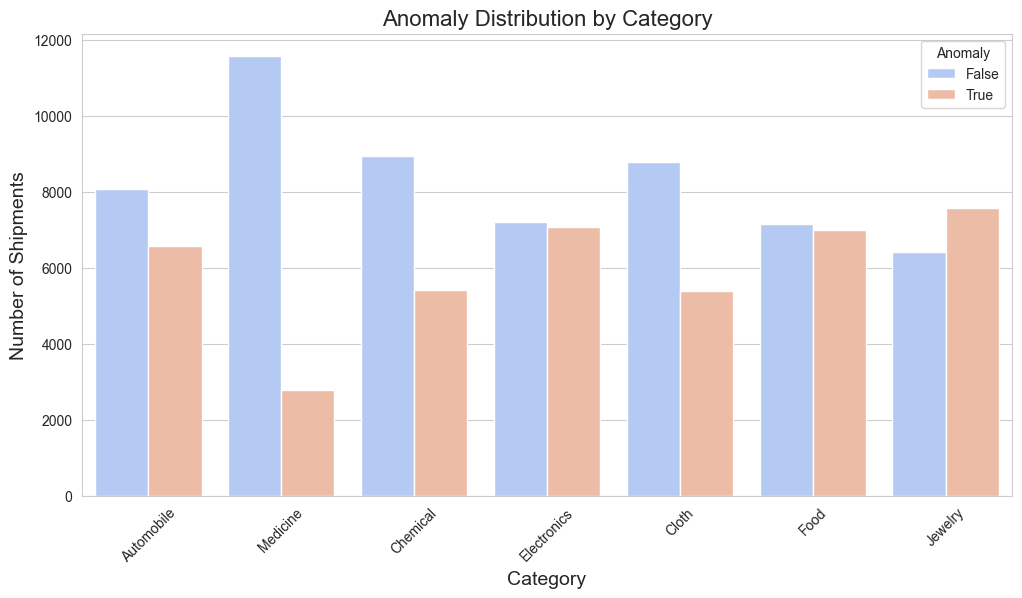 Anomaly Distribution by Category
Number of Shipments
12000
10000
8000
6000
4000
2000
0
Anomaly
False
True
Automobile
Medicine
Chemical
Electronics
Cloth
Food
Jewelry
Category